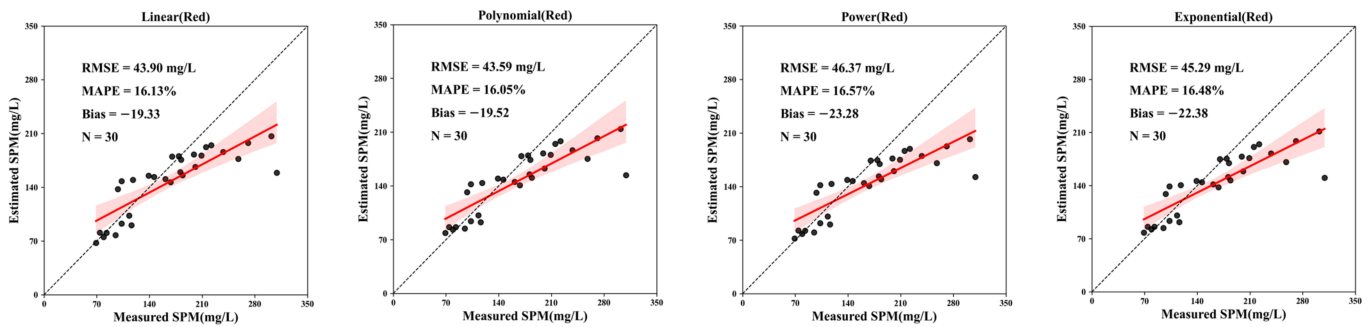 Linear(Red)
350
280
210
140
70
0
Estimated SPM(mg/L)
RMSE = 43.90 mg/L
MAPE = 16.13%
Bias = −19.33
N = 30
0 70 140 210 280 350
Measured SPM(mg/L)
Polynomial(Red)
350
280
210
140
70
0
Estimated SPM(mg/L)
RMSE = 43.59 mg/L
MAPE = 16.05%
Bias = −19.52
N = 30
0 70 140 210 280 350
Measured SPM(mg/L)
Power(Red)
350
280
210
140
70
0
Estimated SPM(mg/L)
RMSE = 46.37 mg/L
MAPE = 16.57%
Bias = −23.28
N = 30
0 70 140 210 280 350
Measured SPM(mg/L)
Exponential(Red)
350
280
210
140
70
0
Estimated SPM(mg/L)
RMSE = 45.29 mg/L
MAPE = 16.48%
Bias = −22.38
N = 30
0 70 140 210 280 350
Measured SPM(mg/L)